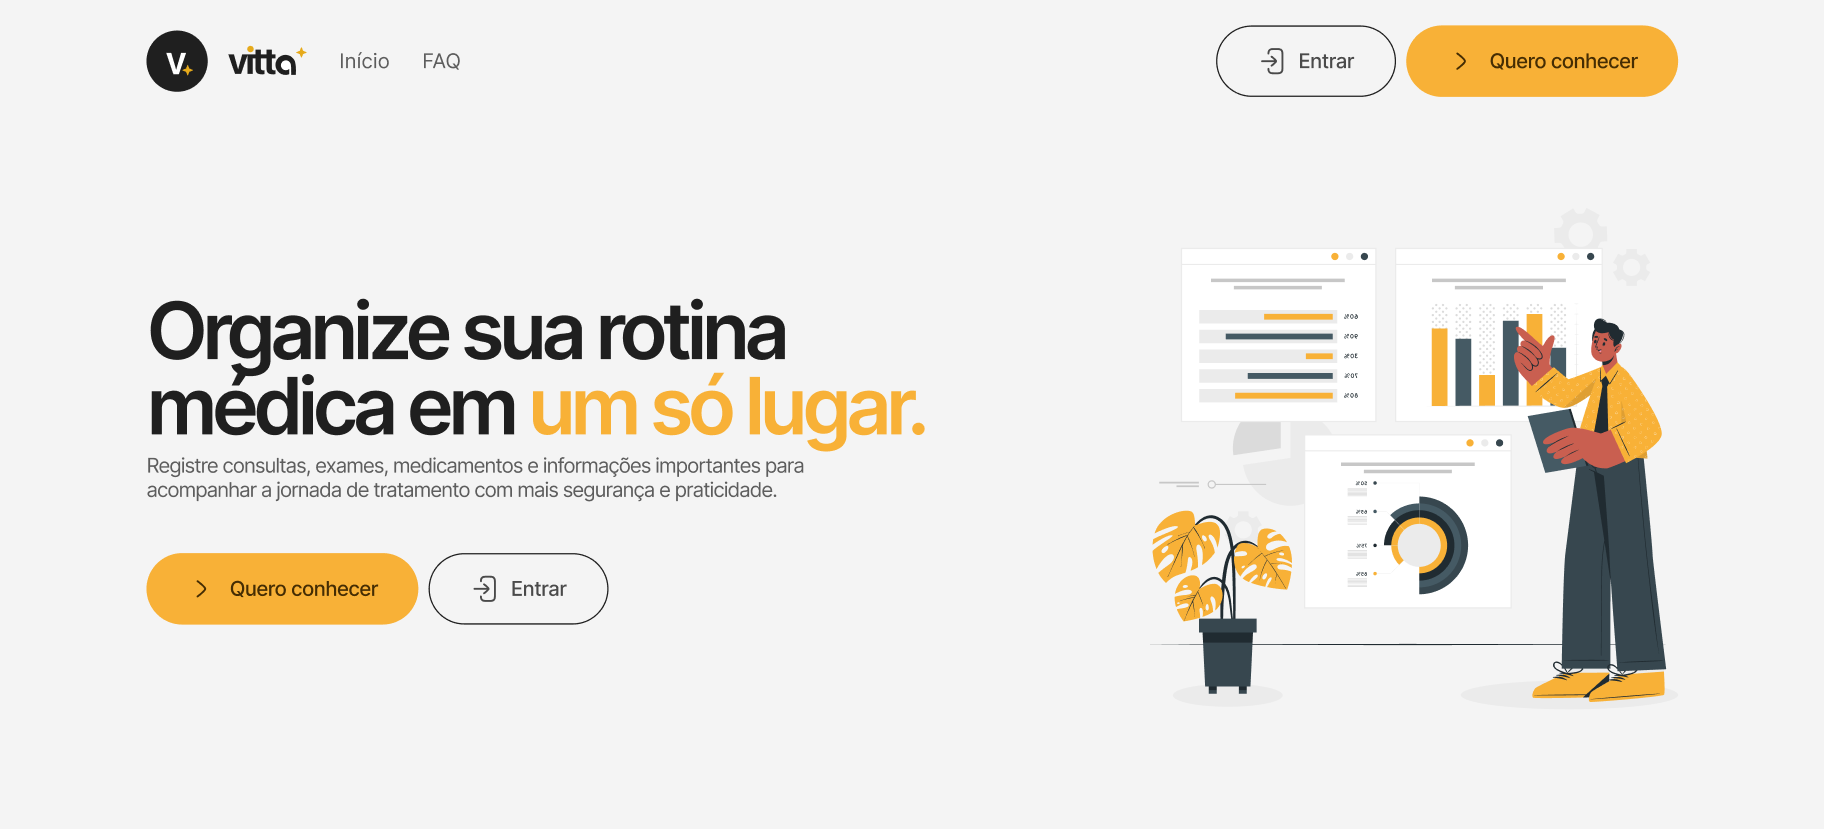 V.
vitta
Início
FAQ
Entrar
Quero conhecer
Organize sua rotina
médica em um só lugar.
Registre consultas, exames, medicamentos e informações importantes para
acompanhar a jornada de tratamento com mais segurança e praticidade.
Quero conhecer
Entrar